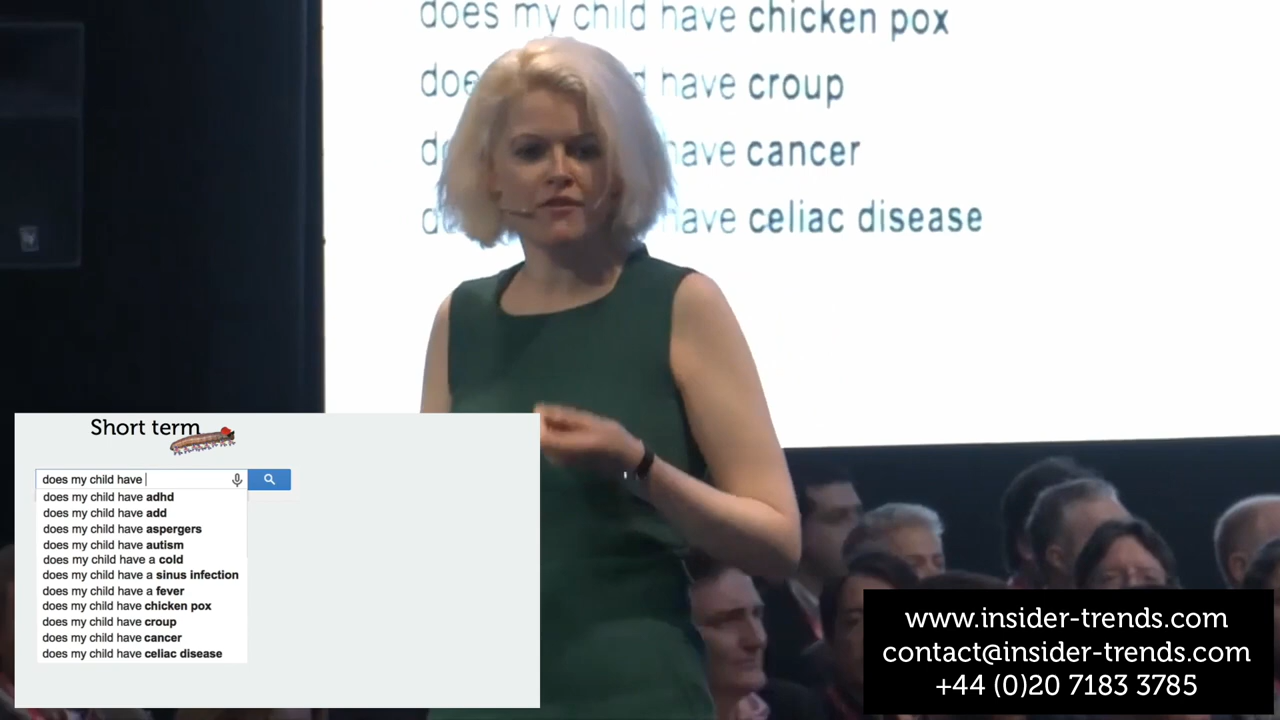 does my child have chicken pox
doe d have croup
d have cancer
d have celiac disease
Short term
does my child have
does my child have adhd
does my child have add
does my child have aspergers
does my child have autism
does my child have a cold
does my child have a sinus infection
does my child have a fever
does my child have chicken pox
does my child have croup
does my child have cancer
does my child have celiac disease
www.insider-trends.com
contact@insider-trends.com
+44 (0)20 7183 3785